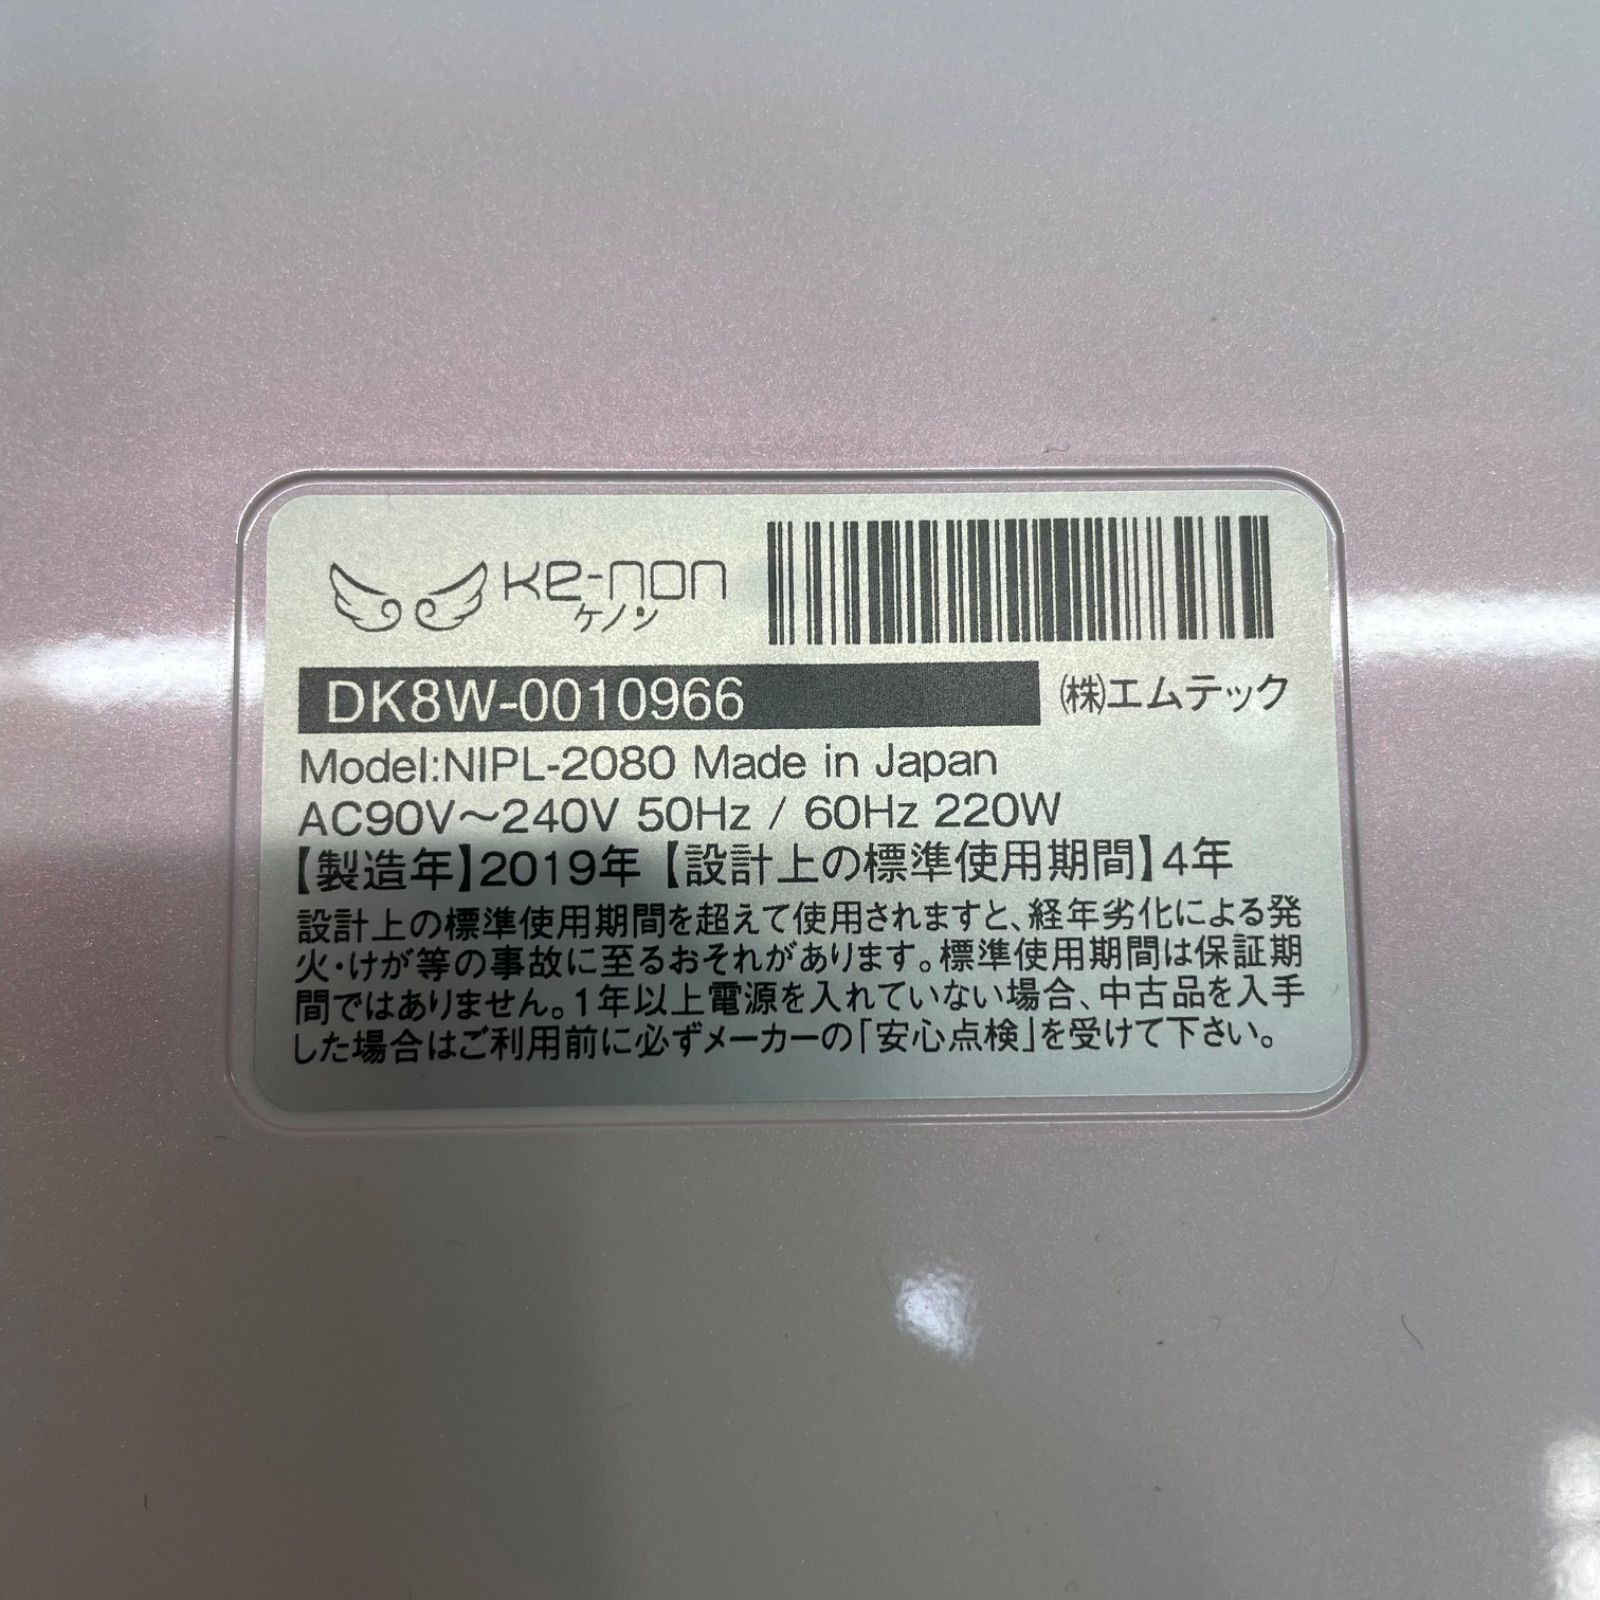 ke-non
ケノン
DK8W-0010966
㈱エムテック
Model:NIPL-2080 Made in Japan
AC90V～240V 50Hz / 60Hz 220W
【製造年】2019年【設計上の標準使用期間】4年
設計上の標準使用期間を超えて使用されますと、経年劣化による発
火・けが等の事故に至るおそれがあります。標準使用期間は保証期
間ではありません。1年以上電源を入れていない場合、中古品を入手
した場合はご利用前に必ずメーカーの「安心点検」を受けて下さい。